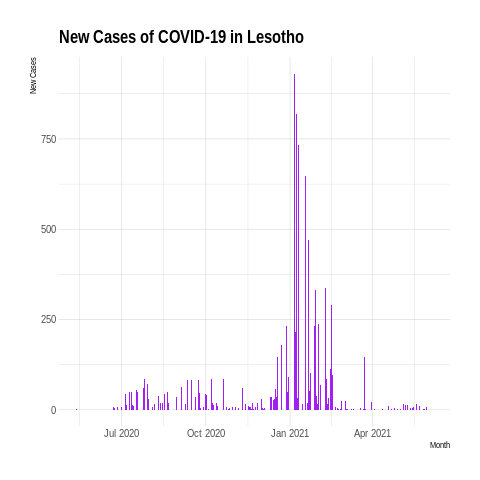 New Cases of COVID-19 in Lesotho
New Cases
750
500
250
0
Jul 2020
Oct 2020
Jan 2021
Apr 2021
Month